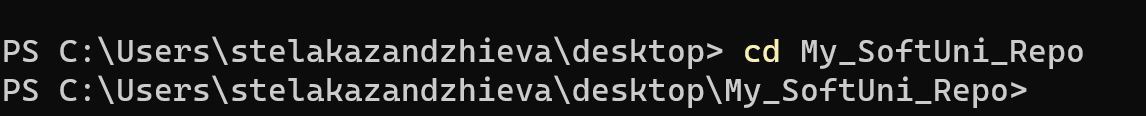 PS C:\Users\stelakazandzhieva\desktop> cd My_SoftUni_Repo
PS C:\Users\stelakazandzhieva\desktop\My_SoftUni_Repo>